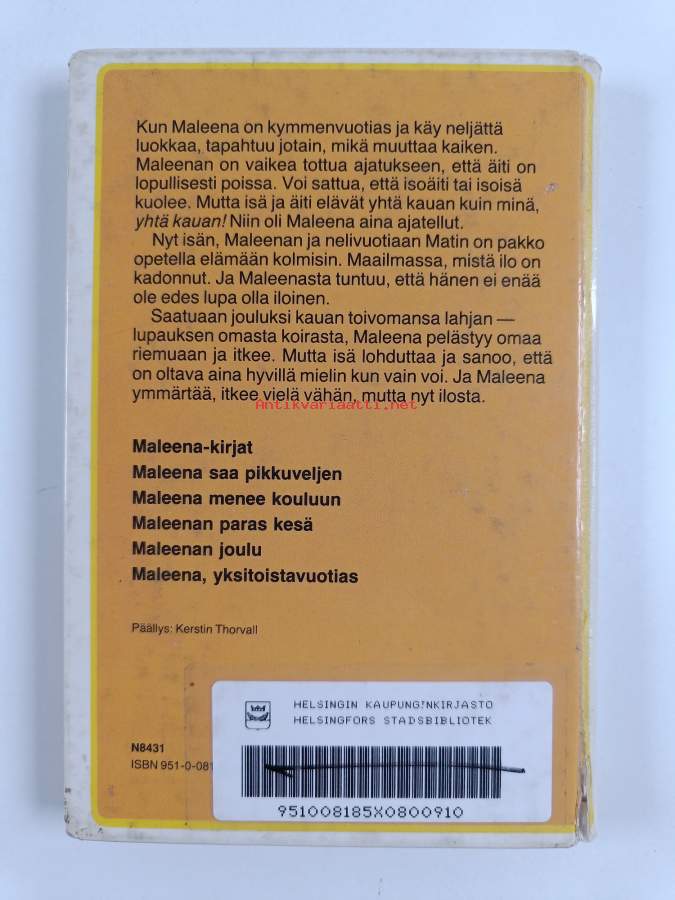 Kun Maleena on kymmenvuotias ja käy neljättä
luokkaa, tapahtuu jotain, mikä muuttaa kaiken.
Maleenan on vaikea tottua ajatukseen, että äiti on
lopullisesti poissa. Voi sattua, että isoäiti tai isoisä
kuolee. Mutta isä ja äiti elävät yhtä kauan kuin minä,
yhtä kauan! Niin oli Maleena aina ajatellut.
Nyt isän, Maleenan ja nelivuotiaan Matin on pakko
opetella elämään kolmisin. Maailmassa, mistä ilo on
kadonnut. Ja Maleenasta tuntuu, että hänen ei enää
ole edes lupa olla iloinen.
Saatuaan jouluksi kauan toivomansa lahjan —
lupauksen omasta koirasta, Maleena pelästyy omaa
riemuaan ja itkee. Mutta isä lohduttaa ja sanoo, että
on oltava aina hyvillä mielin kun vain voi. Ja Maleena
ymmärtää, itkee vielä vähän, mutta nyt ilosta.
Antikvariaatti.net
Maleena-kirjat
Maleena saa pikkuveljen
Maleena menee kouluun
Maleenan paras kesä
Maleenan joulu
Maleena, yksitoistavuotias
Päällys: Kerstin Thorvall
HELSINGIN KAUPUNG!NKIRJASTO
HELSINGFORS STADSBIBLIOTEK
N8431
ISBN 951-0-081
951008185X0800910